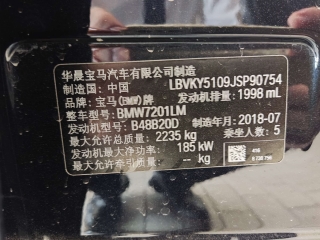 华晨宝马汽车有限公司制造
制造国: 中国 LBVKY5109JSP90754
品牌: 宝马(BMW)牌 发动机排量: 1998 mL
整车型号: BMW7201LM
发动机型号: B48B20D 制造年月: 2018-07
最大允许总质量: 2235 kg 乘坐人数: 5
发动机最大净功率: 185 kW
最大允许牵引质量: -- kg